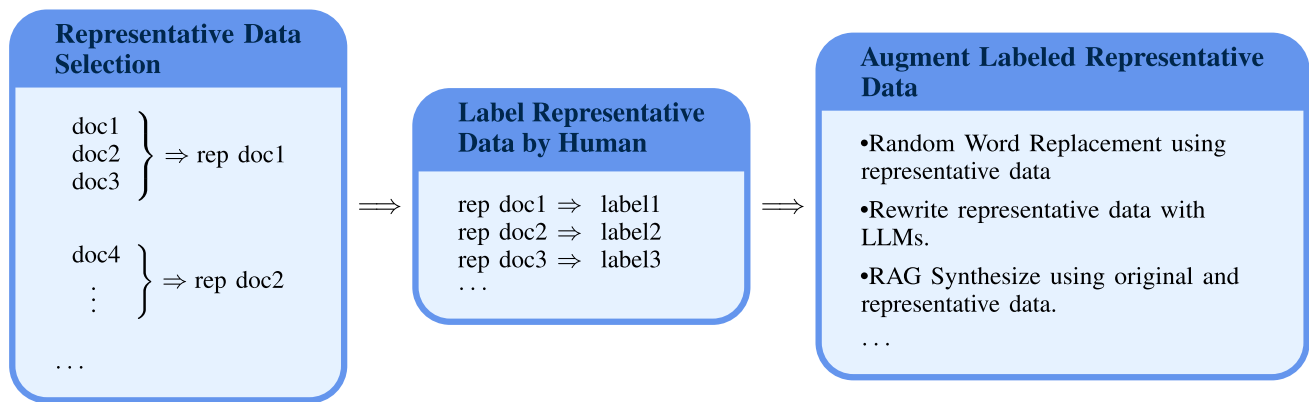 Representative Data
Selection
doc1
doc2
doc3
⇒ rep doc1
doc4
⋮
⇒ rep doc2
...
⟹
Label Representative
Data by Human
rep doc1 ⇒ label1
rep doc2 ⇒ label2
rep doc3 ⇒ label3
...
⟹
Augment Labeled Representative
Data
•Random Word Replacement using
representative data
•Rewrite representative data with
LLMs.
•RAG Synthesize using original and
representative data.
...